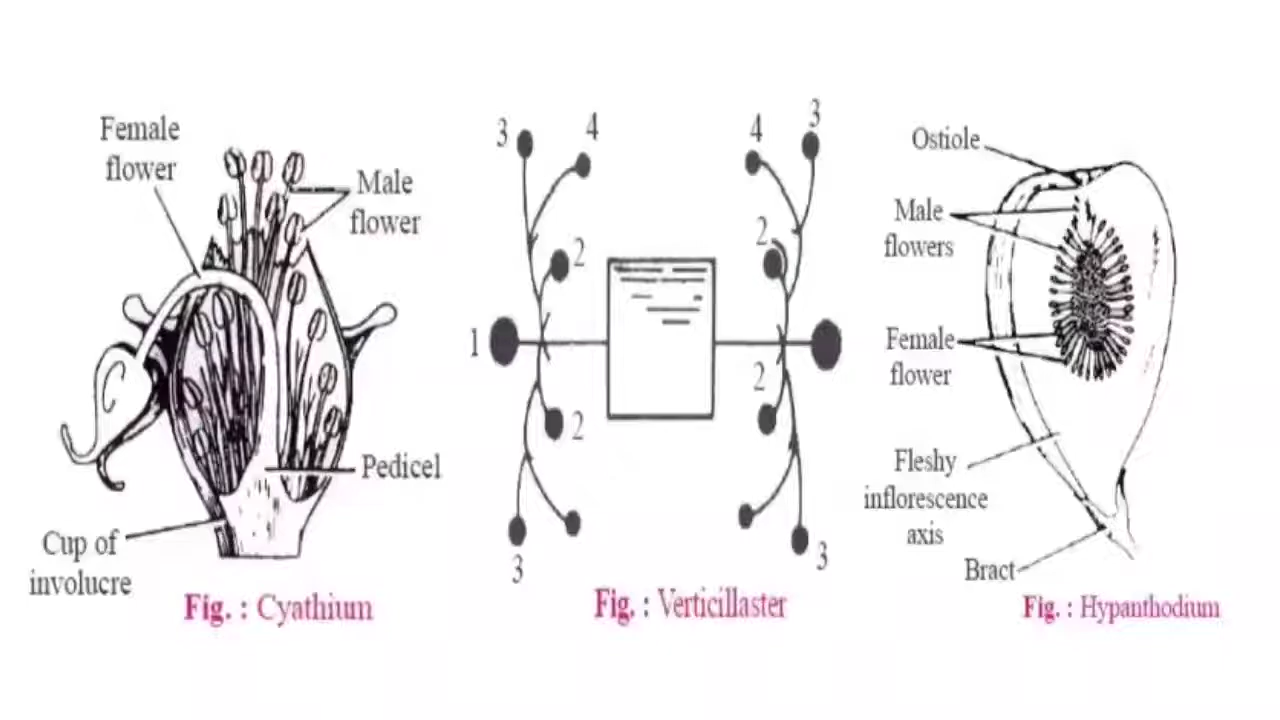 Female
flower
Male
flower
Pedicel
Cup of
involucre
Fig. : Cyathium
3
4
2
1
2
3
4
3
2
2
3
Fig. : Verticillaster
Ostiole
Male
flowers
Female
flower
Fleshy
inflorescence
axis
Bract
Fig. : Hypanthodium